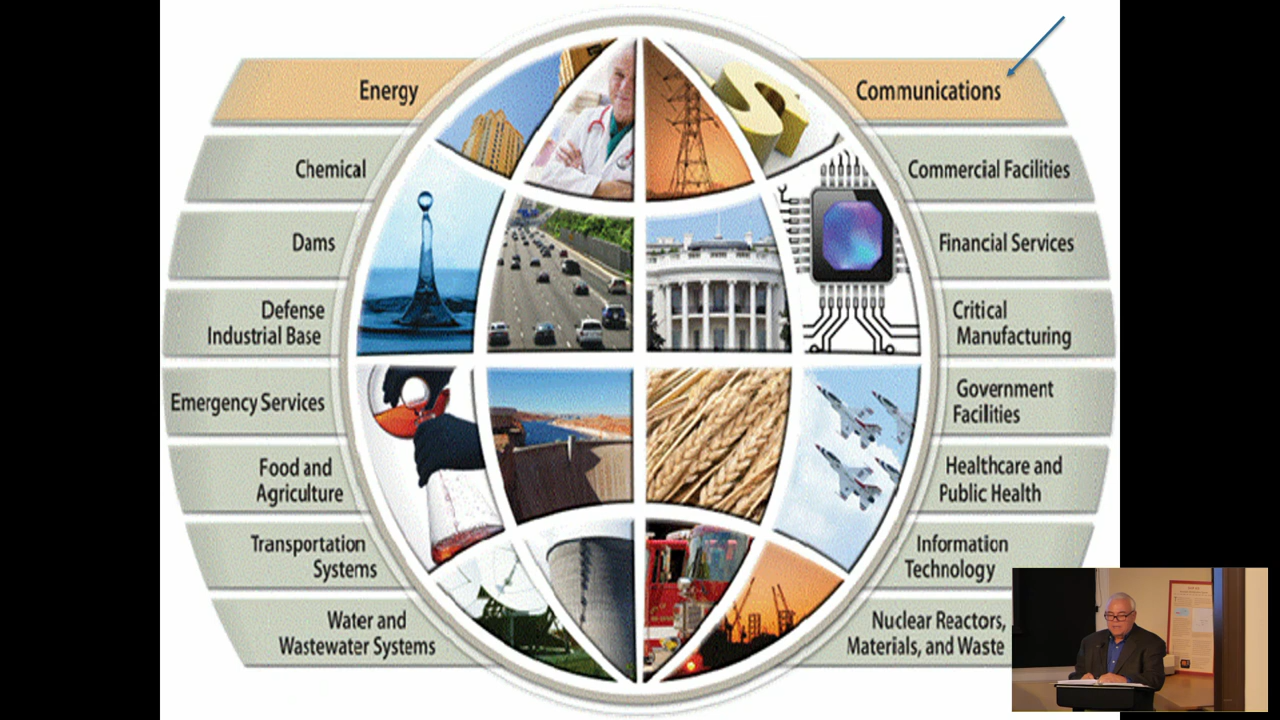 Energy
Chemical
Dams
Defense
Industrial Base
Emergency Services
Food and
Agriculture
Transportation
Systems
Water and
Wastewater Systems
Communications
Commercial Facilities
Financial Services
Critical
Manufacturing
Government
Facilities
Healthcare and
Public Health
Information
Technology
Nuclear Reactors,
Materials, and Waste